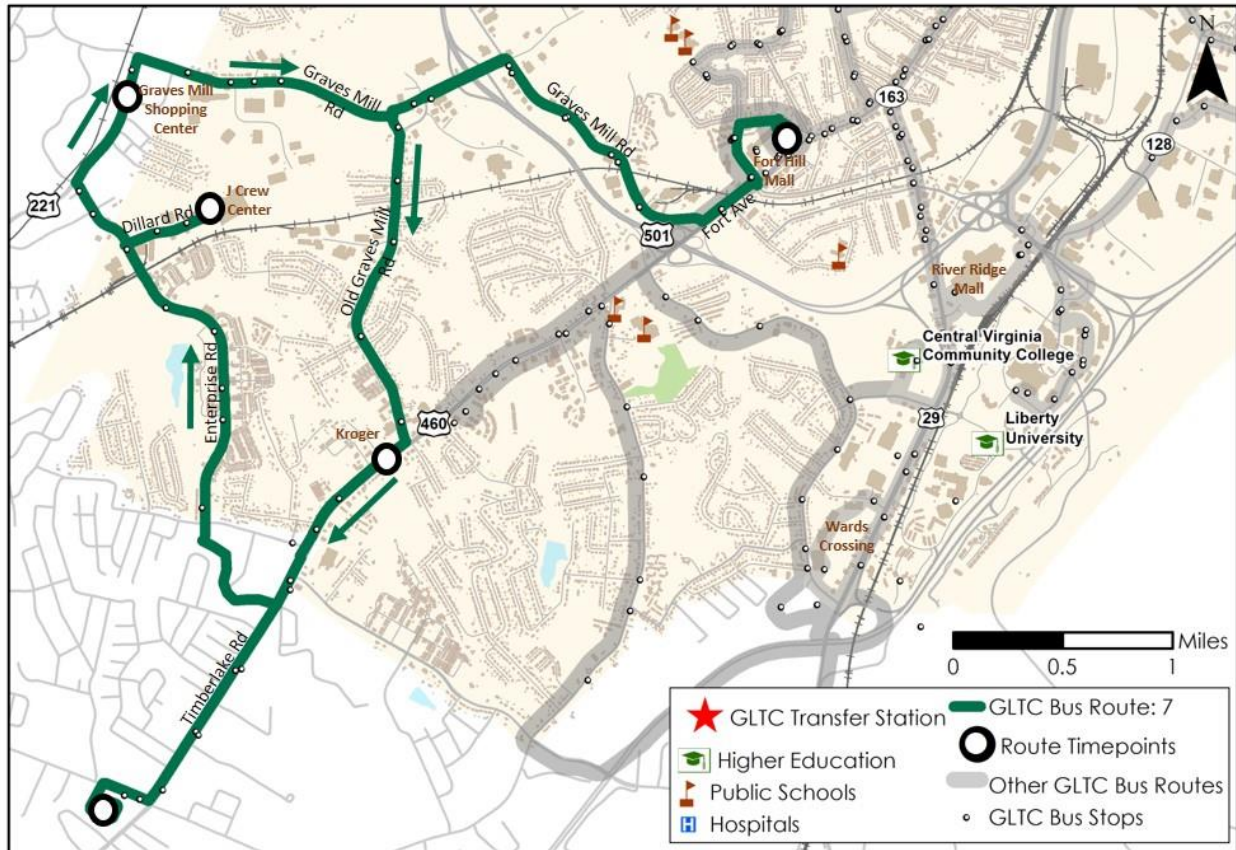 N
Graves Mill
Shopping
Center
Graves Mill
Rd
Graves Mill Rd
163
128
Fort Hill
Mall
221
J Crew
Center
Dillard Rd
Old Graves Mill
Rd
501
Fort Ave
River Ridge
Mall
Central Virginia
Community College
Enterprise Rd
Kroger
460
29
Liberty
University
Wards
Crossing
Timberlake Rd
Miles
0 0.5 1
GLTC Transfer Station
Higher Education
Public Schools
H Hospitals
GLTC Bus Route: 7
Route Timepoints
Other GLTC Bus Routes
GLTC Bus Stops